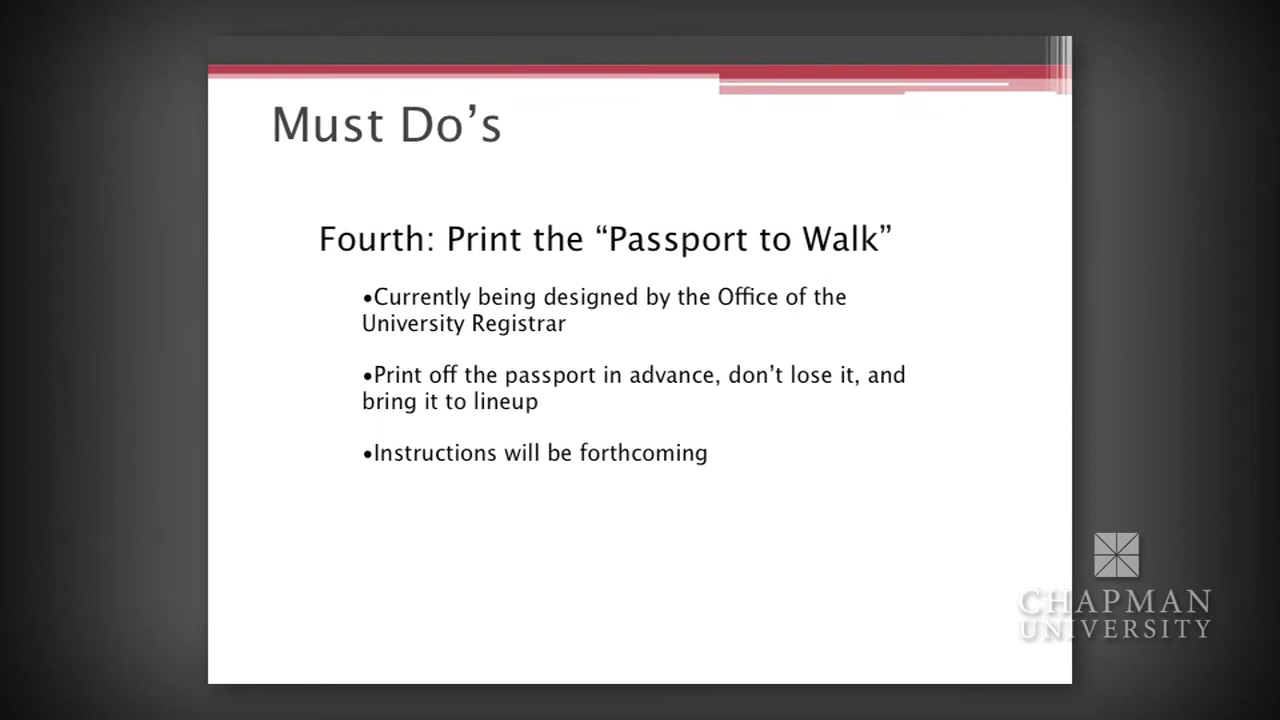 Must Do’s
Fourth: Print the “Passport to Walk”
•Currently being designed by the Office of the
University Registrar
•Print off the passport in advance, don’t lose it, and
bring it to lineup
•Instructions will be forthcoming
CHAPMAN
UNIVERSITY